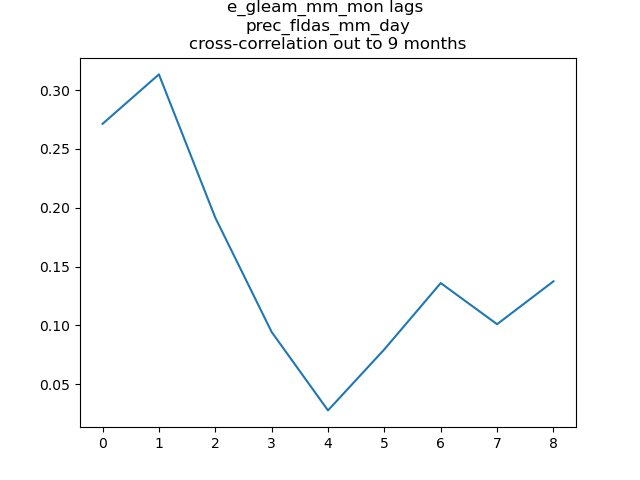 e_gleam_mm_mon lags
prec_fldas_mm_day
cross-correlation out to 9 months
0.30
0.25
0.20
0.15
0.10
0.05
0 1 2 3 4 5 6 7 8